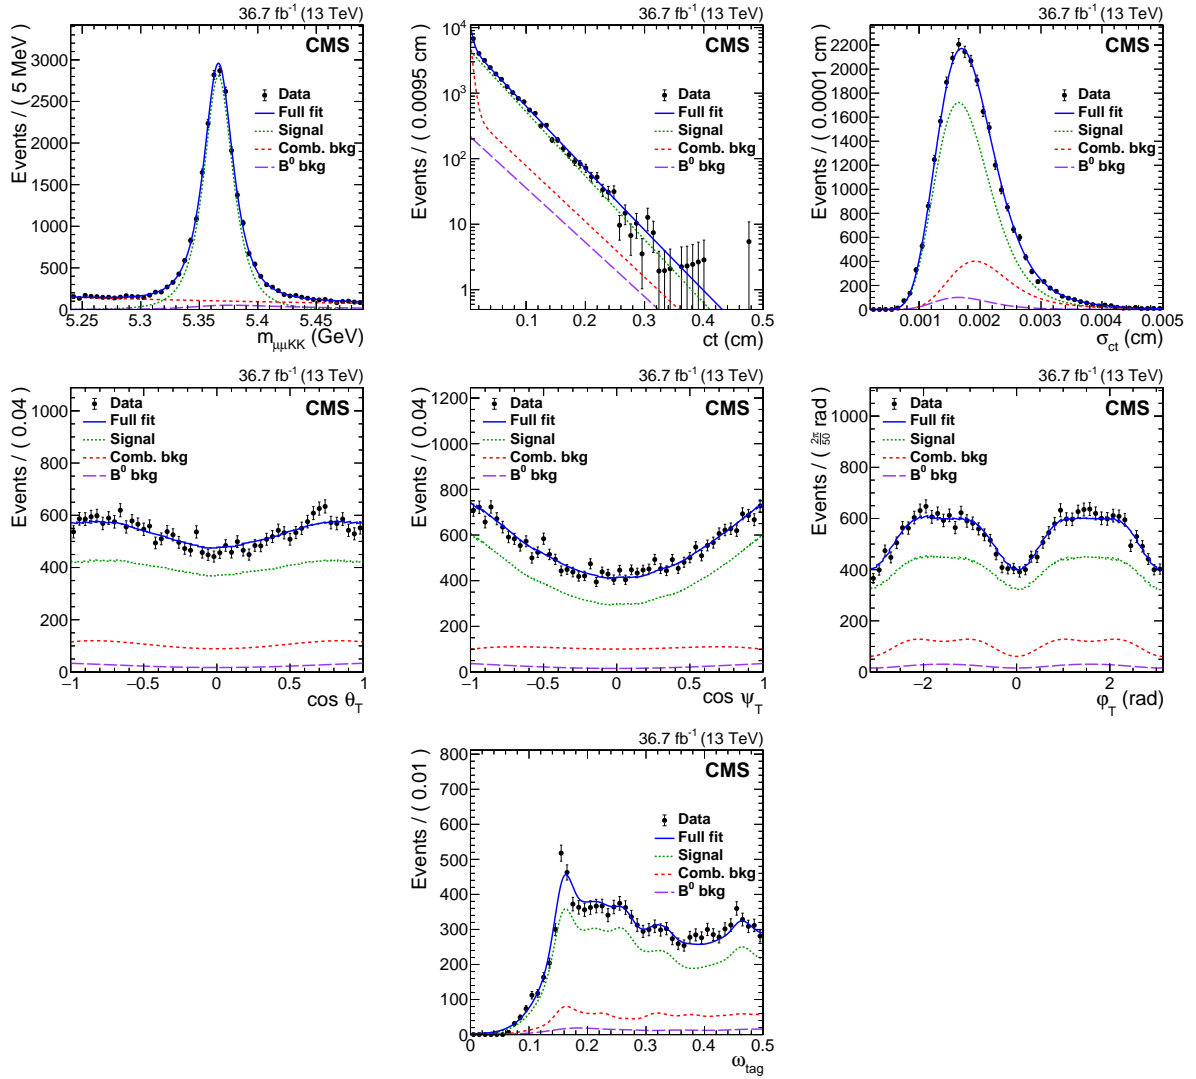 36.7 fb⁻¹ (13 TeV)
CMS
Events / ( 5 MeV )
3000
2500
2000
1500
1000
500
0
Data
Full fit
Signal
Comb. bkg
B⁰ bkg
5.25 5.3 5.35 5.4 5.45
m_μμKK (GeV)
36.7 fb⁻¹ (13 TeV)
CMS
Events / ( 0.0095 cm )
10⁴
10³
10²
10
1
Data
Full fit
Signal
Comb. bkg
B⁰ bkg
0.1 0.2 0.3 0.4 0.5
ct (cm)
36.7 fb⁻¹ (13 TeV)
CMS
Events / ( 0.0001 cm )
2200
2000
1800
1600
1400
1200
1000
800
600
400
200
0
Data
Full fit
Signal
Comb. bkg
B⁰ bkg
0.001 0.002 0.003 0.004 0.005
σ_ct (cm)
36.7 fb⁻¹ (13 TeV)
CMS
Events / ( 0.04 )
1000
800
600
400
200
0
Data
Full fit
Signal
Comb. bkg
B⁰ bkg
−1 −0.5 0 0.5 1
cos θ_T
36.7 fb⁻¹ (13 TeV)
CMS
Events / ( 0.04 )
1200
1000
800
600
400
200
0
Data
Full fit
Signal
Comb. bkg
B⁰ bkg
−1 −0.5 0 0.5 1
cos ψ_T
36.7 fb⁻¹ (13 TeV)
CMS
Events / ( 2π/50 rad )
1000
800
600
400
200
0
Data
Full fit
Signal
Comb. bkg
B⁰ bkg
−2 0 2
φ_T (rad)
36.7 fb⁻¹ (13 TeV)
CMS
Events / ( 0.01 )
800
700
600
500
400
300
200
100
0
Data
Full fit
Signal
Comb. bkg
B⁰ bkg
0 0.1 0.2 0.3 0.4 0.5
ω_tag